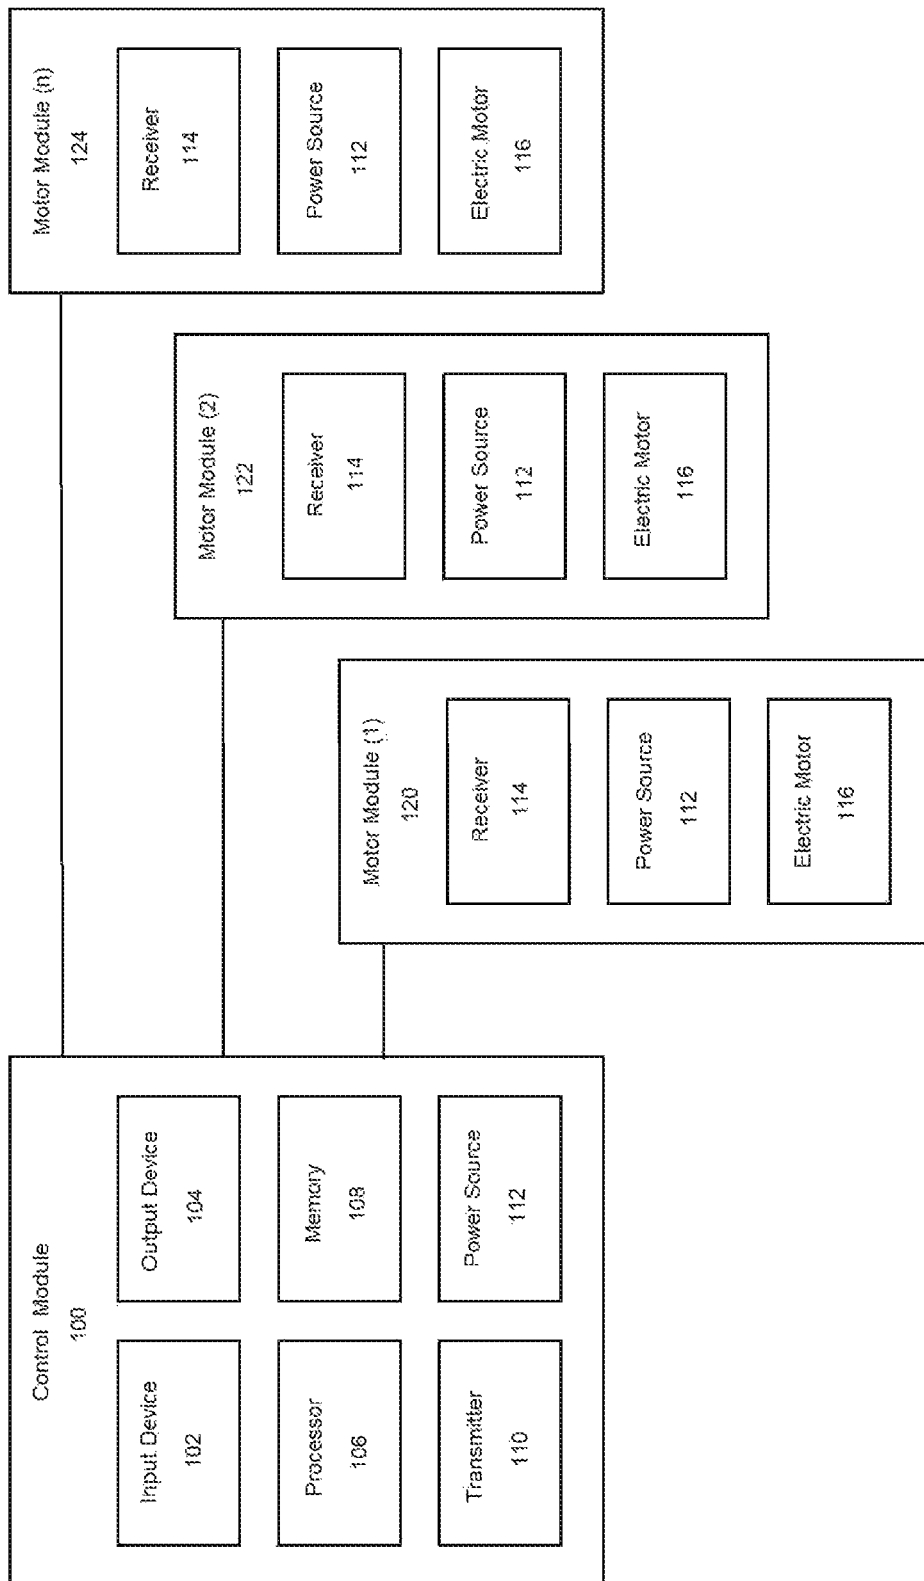 Control Module
100
Input Device
102
Output Device
104
Processor
106
Memory
108
Transmitter
110
Power Source
112
Motor Module (1)
120
Receiver
114
Power Source
112
Electric Motor
116
Motor Module (2)
122
Receiver
114
Power Source
112
Electric Motor
116
Motor Module (n)
124
Receiver
114
Power Source
112
Electric Motor
116